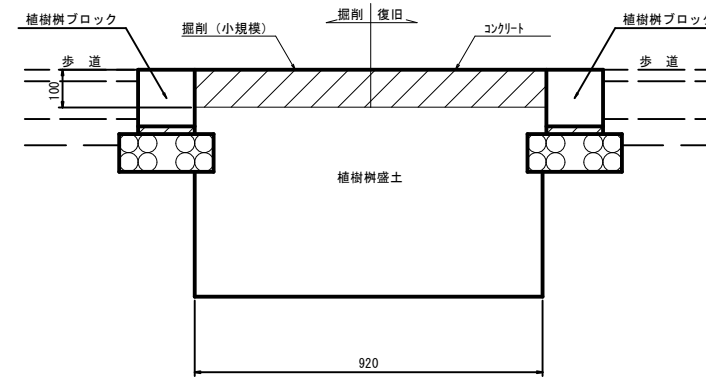 掘削 復旧
植樹桝ブロック
掘削（小規模）
コンクリート
植樹桝ブロック
歩 道
歩 道
100
植樹桝盛土
920